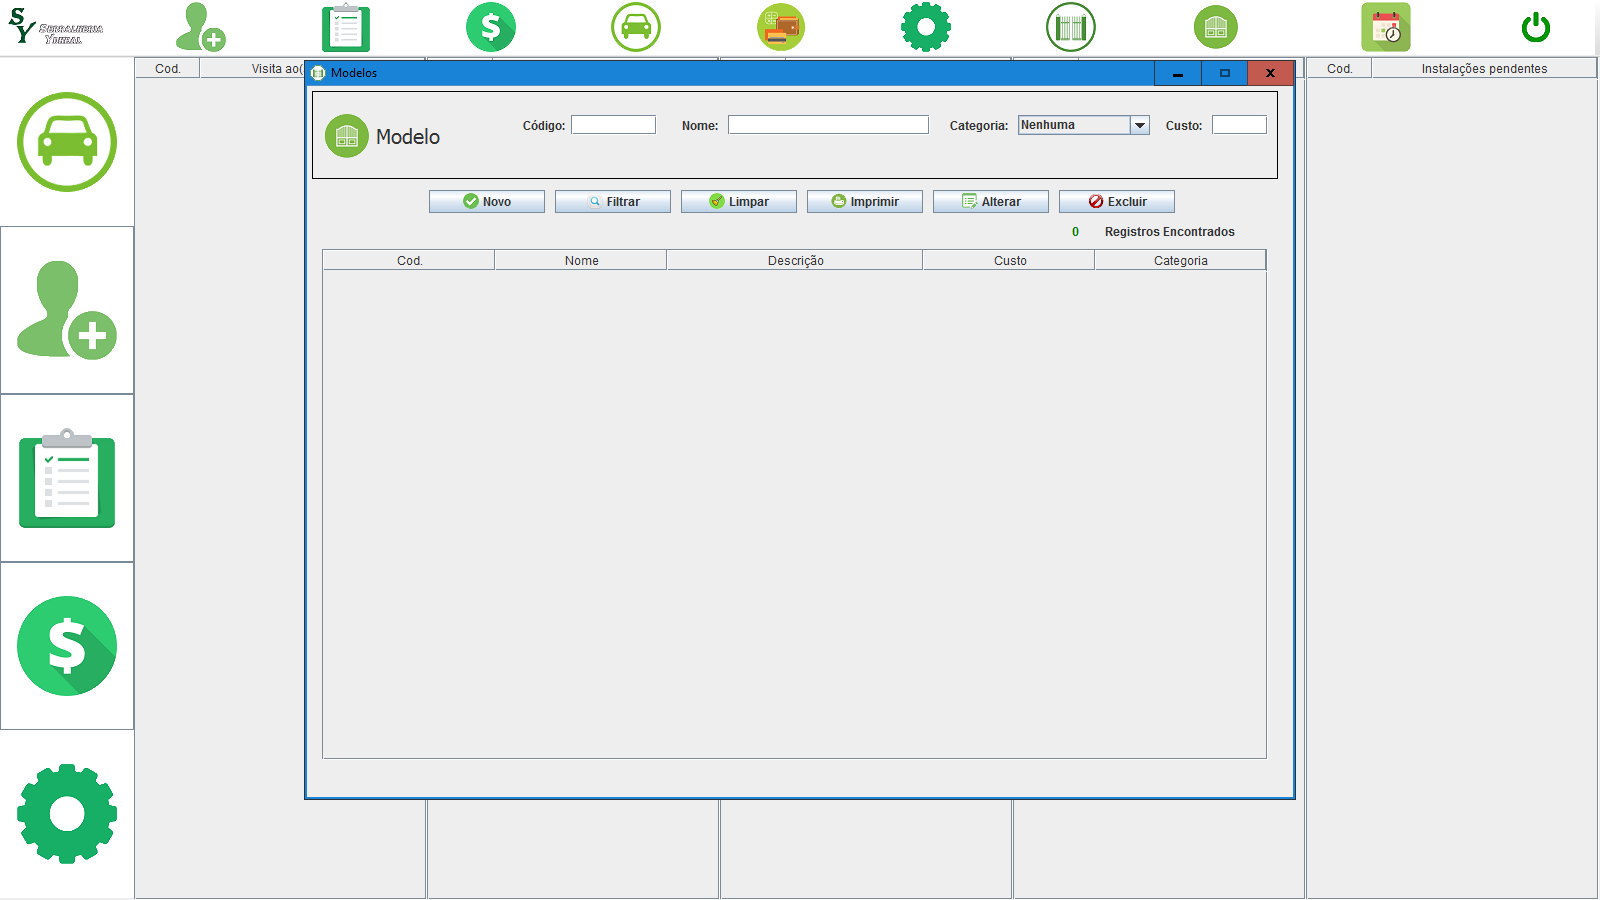 SY SERRALHERIA
Cod.
Visita ao(
Cod.
Instalações pendentes
Modelos
Modelo
Código:
Nome:
Categoria: Nenhuma
Custo:
Novo
Filtrar
Limpar
Imprimir
Alterar
Excluir
0 Registros Encontrados
Cod.
Nome
Descrição
Custo
Categoria